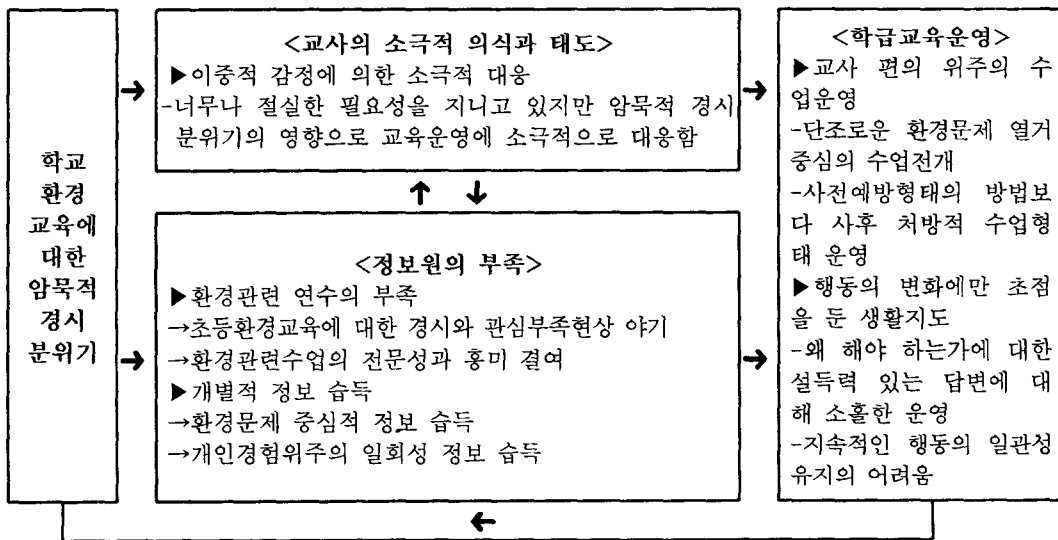 학교
환경
교육에
대한
암묵적
경시
분위기
<교사의 소극적 의식과 태도>
▶이중적 감정에 의한 소극적 대응
-너무나 절실한 필요성을 지니고 있지만 암묵적 경시
분위기의 영향으로 교육운영에 소극적으로 대응함
<정보원의 부족>
▶환경관련 연수의 부족
→초등환경교육에 대한 경시와 관심부족현상 야기
→환경관련수업의 전문성과 흥미 결여
▶개별적 정보 습득
→환경문제 중심적 정보 습득
→개인경험위주의 일회성 정보 습득
<학급교육운영>
▶교사 편의 위주의 수
업운영
-단조로운 환경문제 열거
중심의 수업전개
-사전예방형태의 방법보
다 사후 처방적 수업형
태 운영
▶행동의 변화에만 초점
을 둔 생활지도
-왜 해야 하는가에 대한
설득력 있는 답변에 대
해 소홀한 운영
-지속적인 행동의 일관성
유지의 어려움